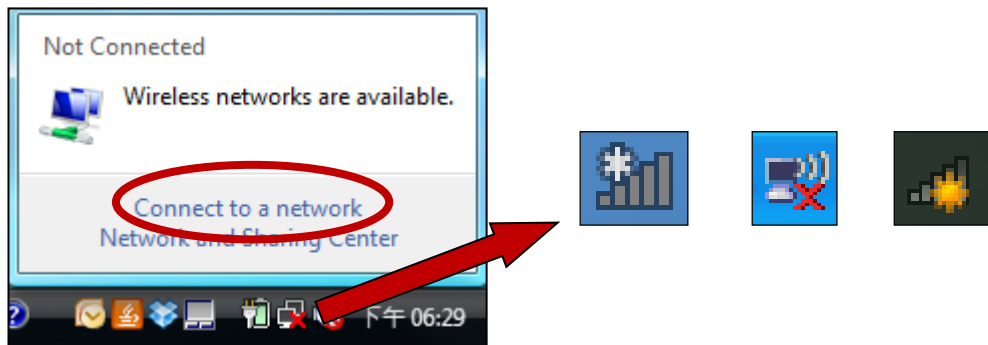 Not Connected
Wireless networks are available.
Connect to a network
Network and Sharing Center
下午 06:29